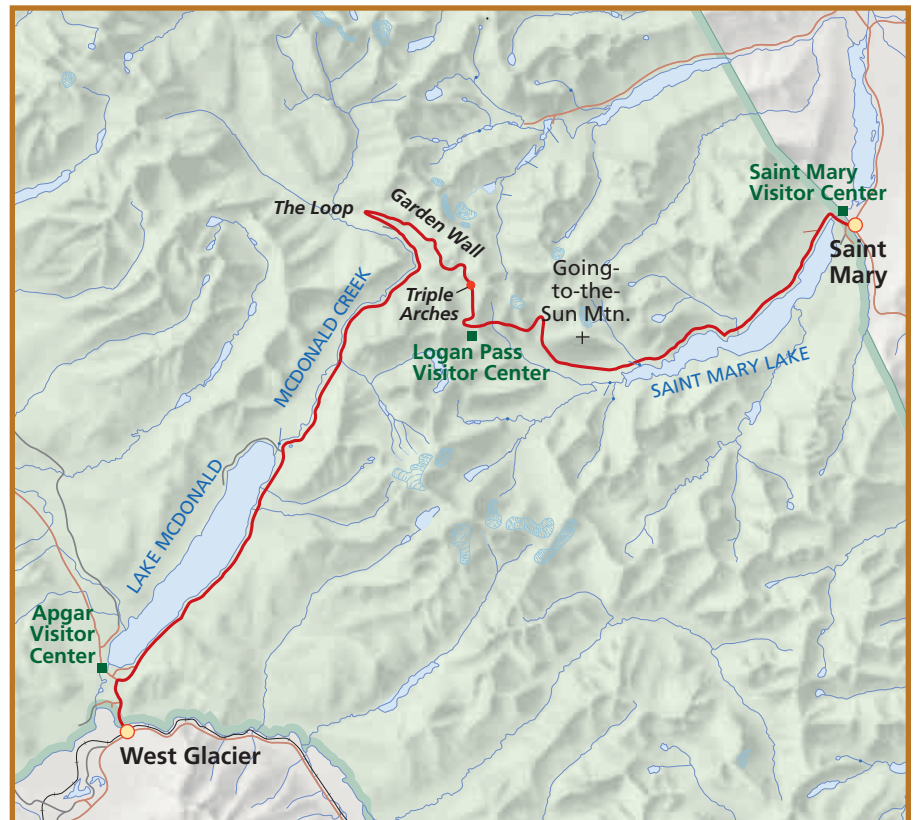 Saint Mary
Visitor Center
The Loop
Garden Wall
Saint
Mary
Going-
to-the-
Sun Mtn.
Triple
Arches
MCDONALD CREEK
Logan Pass
Visitor Center
SAINT MARY LAKE
LAKE MCDONALD
Apgar
Visitor
Center
West Glacier